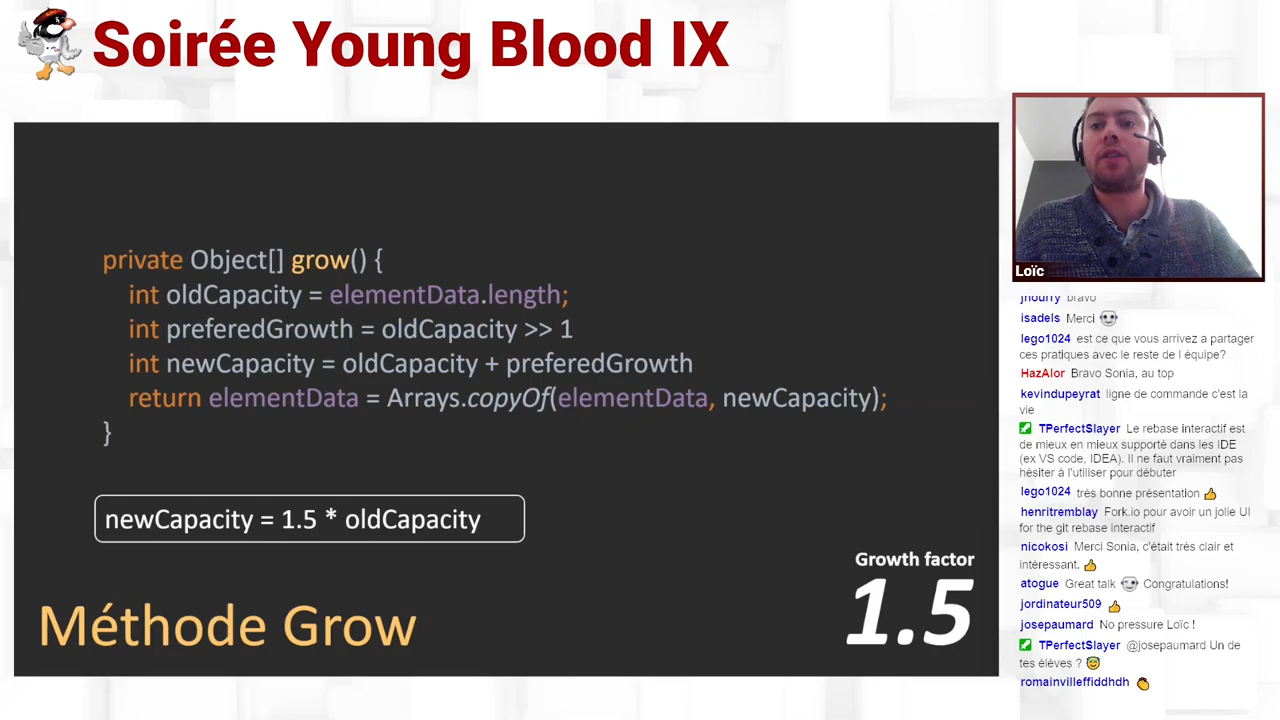 Soirée Young Blood IX
private Object[] grow() {
int oldCapacity = elementData.length;
int preferedGrowth = oldCapacity >> 1
int newCapacity = oldCapacity + preferedGrowth
return elementData = Arrays.copyOf(elementData, newCapacity);
}
newCapacity = 1.5 * oldCapacity
Growth factor
1.5
Méthode Grow
Loïc
jhourry bravo
isadels Merci
lego1024 est ce que vous arrivez a partager
ces pratiques avec le reste de l équipe?
HazAlor Bravo Sonia, au top
kevindupeyrat ligne de commande c'est la
vie
TPerfectSlayer Le rebase interactif est
de mieux en mieux supporté dans les IDE
(ex VS code, IDEA). Il ne faut vraiment pas
hésiter à l'utiliser pour débuter
lego1024 très bonne présentation 👍
henritremblay Fork.io pour avoir un jolie UI
for the git rebase interactif
nicokosi Merci Sonia, c'était très clair et
intéressant. 👍
atogue Great talk Congratulations!
jordinateur509 👍
josepaumard No pressure Loïc !
TPerfectSlayer @josepaumard Un de
tes élèves ? 😇
romainvilleffiddhdh 👏